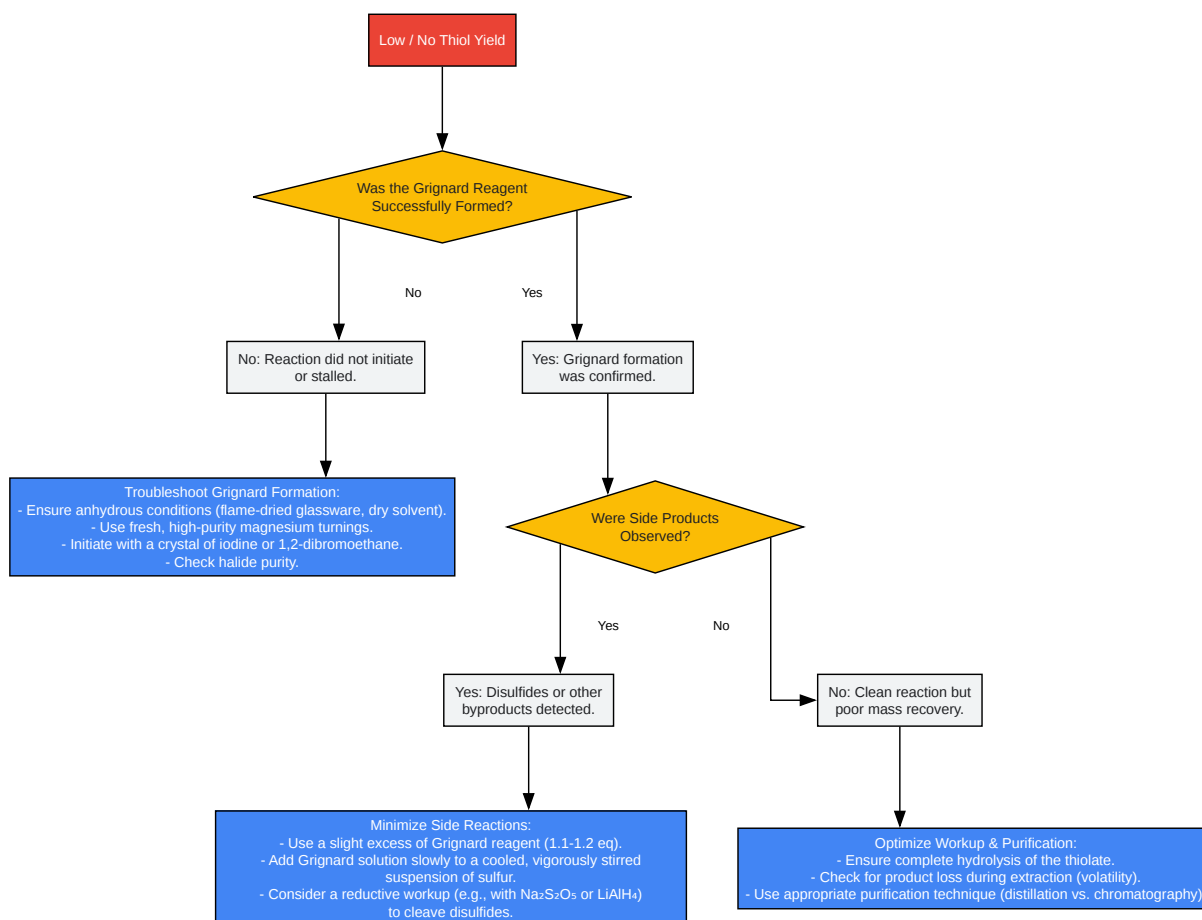 Low / No Thiol Yield
Was the Grignard Reagent
Successfully Formed?
No
Yes
No: Reaction did not initiate
or stalled.
Yes: Grignard formation
was confirmed.
Troubleshoot Grignard Formation:
- Ensure anhydrous conditions (flame-dried glassware, dry solvent).
- Use fresh, high-purity magnesium turnings.
- Initiate with a crystal of iodine or 1,2-dibromoethane.
- Check halide purity.
Were Side Products
Observed?
Yes
No
Yes: Disulfides or other
byproducts detected.
No: Clean reaction but
poor mass recovery.
Minimize Side Reactions:
- Use a slight excess of Grignard reagent (1.1-1.2 eq).
- Add Grignard solution slowly to a cooled, vigorously stirred
suspension of sulfur.
- Consider a reductive workup (e.g., with Na₂S₂O₅ or LiAlH₄)
to cleave disulfides.
Optimize Workup & Purification:
- Ensure complete hydrolysis of the thiolate.
- Check for product loss during extraction (volatility).
- Use appropriate purification technique (distillation vs. chromatography)